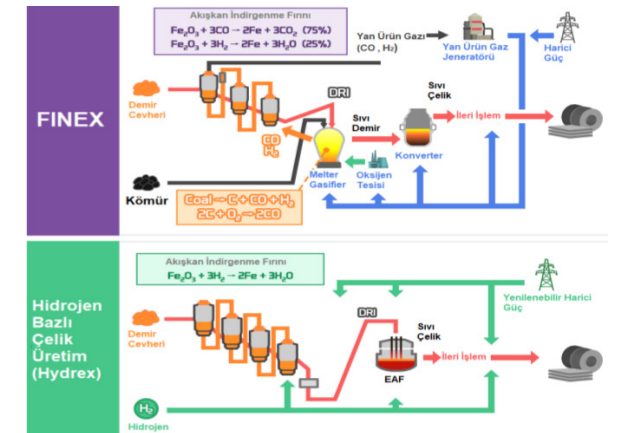 FINEX
Akışkan İndirgenme Fırını
Fe₂O₃ + 3CO → 2Fe + 3CO₂ (75%)
Fe₂O₃ + 3H₂ → 2Fe + 3H₂O (25%)
Yan Ürün Gazı
(CO , H₂)
Yan Ürün Gaz
Jeneratörü
Harici
Güç
Demir
Cevheri
DRI
CO
H₂
Sıvı
Demir
Sıvı
Çelik
İleri İşlem
Konverter
Melter
Gasifier
Oksijen
Tesisi
Kömür
Coal → C + CO + H₂
2C + O₂ → 2CO
Hidrojen
Bazlı
Çelik
Üretim
(Hydrex)
Akışkan İndirgenme Fırını
Fe₂O₃ + 3H₂ → 2Fe + 3H₂O
Yenilenebilir Harici
Güç
Demir
Cevheri
DRI
Sıvı
Çelik
İleri İşlem
EAF
H₂
Hidrojen